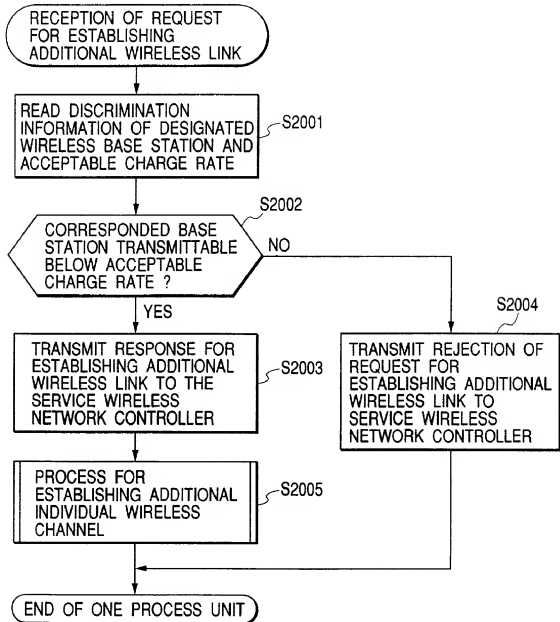 RECEPTION OF REQUEST
FOR ESTABLISHING
ADDITIONAL WIRELESS LINK
READ DISCRIMINATION
INFORMATION OF DESIGNATED
WIRELESS BASE STATION AND
ACCEPTABLE CHARGE RATE
S2001
S2002
CORRESPONDED BASE
STATION TRANSMITTABLE
BELOW ACCEPTABLE
CHARGE RATE ?
NO
YES
TRANSMIT RESPONSE FOR
ESTABLISHING ADDITIONAL
WIRELESS LINK TO THE
SERVICE WIRELESS
NETWORK CONTROLLER
S2003
S2004
TRANSMIT REJECTION OF
REQUEST FOR
ESTABLISHING ADDITIONAL
WIRELESS LINK TO
SERVICE WIRELESS
NETWORK CONTROLLER
PROCESS FOR
ESTABLISHING ADDITIONAL
INDIVIDUAL WIRELESS
CHANNEL
S2005
END OF ONE PROCESS UNIT